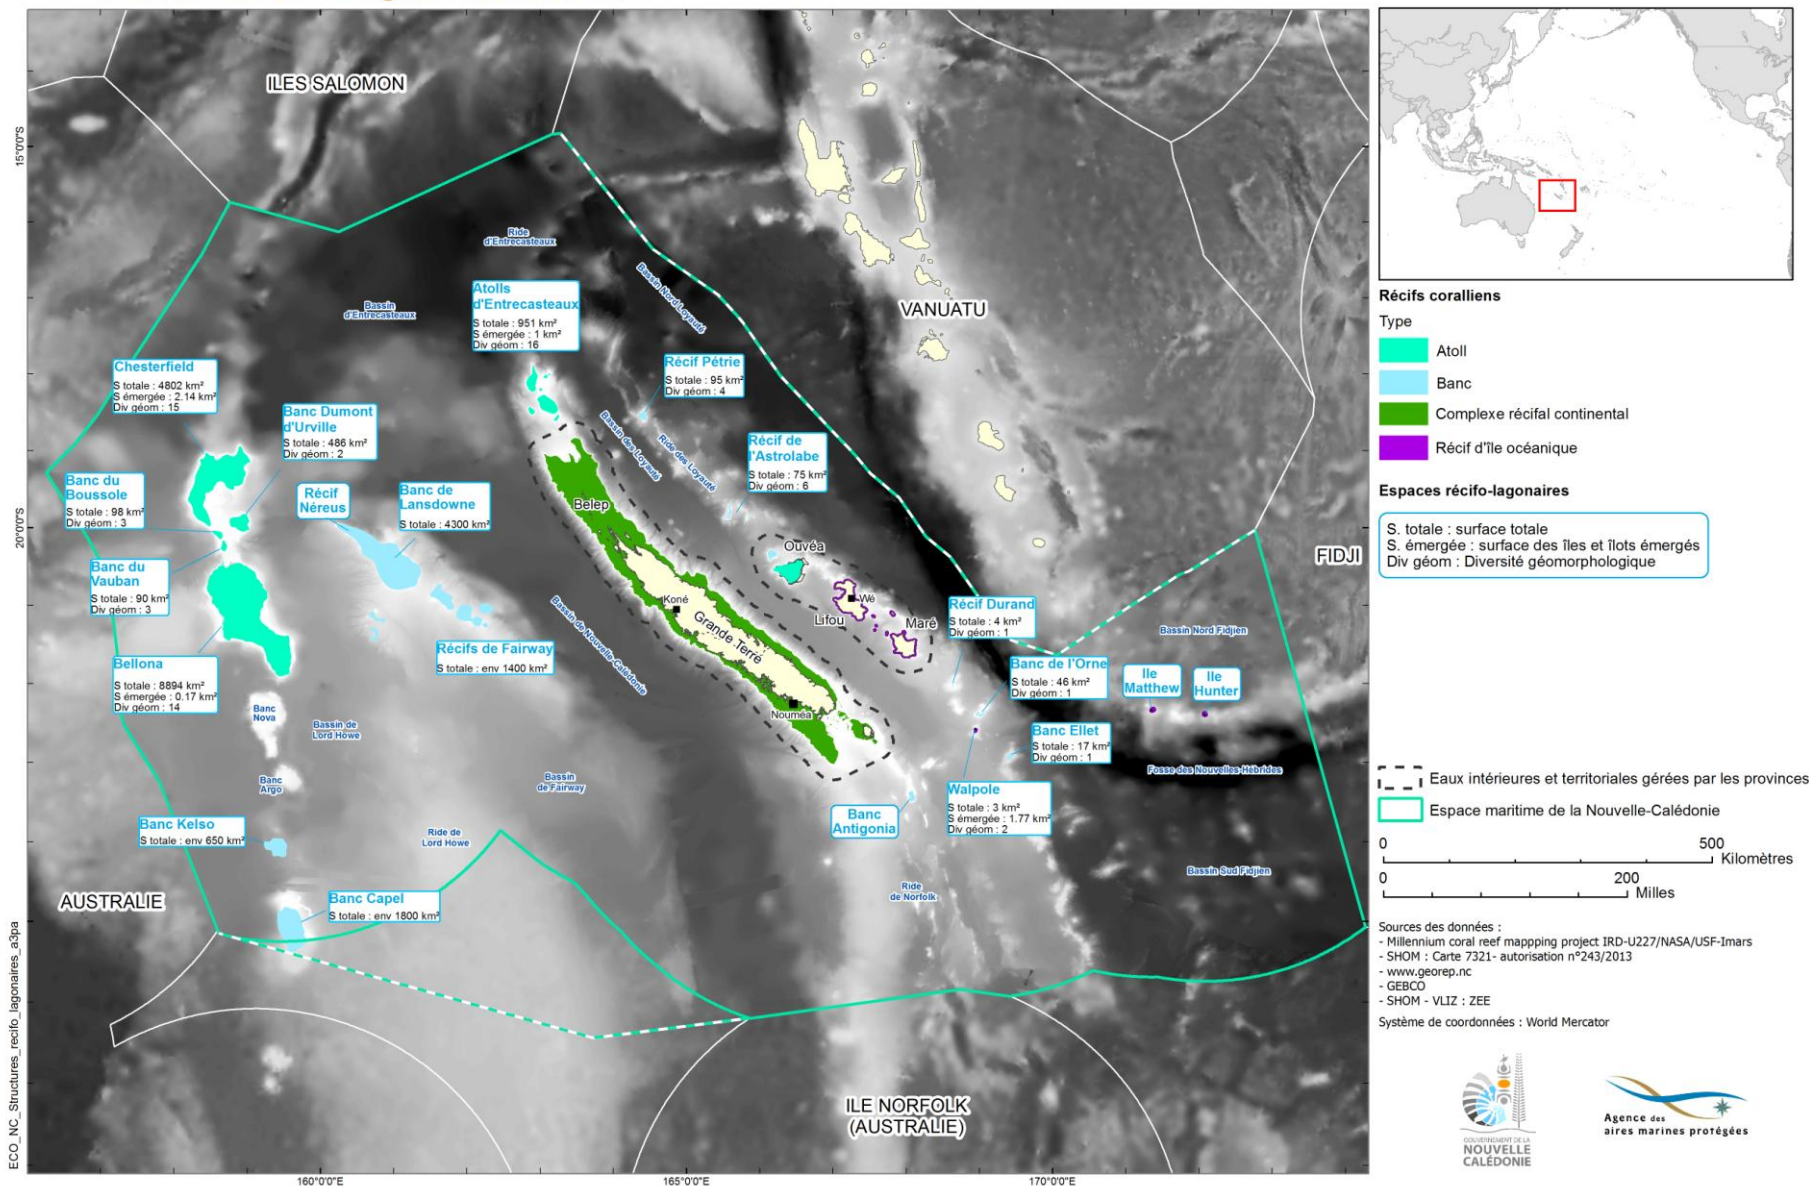 ILES SALOMON
Ride
d'Entrecasteaux
Bassin
d'Entrecasteaux
Bassin Nord Loyauté
VANUATU
FIDJI
AUSTRALIE
ILE NORFOLK
(AUSTRALIE)
Atolls
d'Entrecasteaux
S totale : 951 km²
S émergée : 1 km²
Div géom : 16
Chesterfield
S totale : 4802 km²
S émergée : 2.14 km²
Div géom : 15
Récif Pétrie
S totale : 95 km²
Div géom : 4
Banc Dumont
d'Urville
S totale : 486 km²
Div géom : 2
Récif de
l'Astrolabe
S totale : 75 km²
Div géom : 6
Banc du
Boussole
S totale : 98 km²
Div géom : 3
Récif
Néreus
Banc de
Lansdowne
S totale : 4300 km²
Bassin des Loyauté
Ride des Loyauté
Belep
Ouvéa
Banc du
Vauban
S totale : 90 km²
Div géom : 3
Koné
Grande Terre
Nouméa
Wé
Lifou
Maré
Récif Durand
S totale : 4 km²
Div géom : 1
Récifs de Fairway
S totale : env 1400 km²
Bassin de Nouvelle-Calédonie
Bellona
S totale : 8894 km²
S émergée : 0.17 km²
Div géom : 14
Banc de l'Orne
S totale : 46 km²
Div géom : 1
Bassin Nord Fidjien
Ile
Matthew
Ile
Hunter
Banc
Nova
Bassin de
Lord Howe
Banc Ellet
S totale : 17 km²
Div géom : 1
Fosse des Nouvelles-Hébrides
Banc
Argo
Bassin
de Fairway
Walpole
S totale : 3 km²
S émergée : 1.77 km²
Div géom : 2
Banc
Antigonia
Banc Kelso
S totale : env 650 km²
Ride de
Lord Howe
Bassin Sud Fidjien
Ride
de Norfolk
Banc Capel
S totale : env 1800 km²
15°0'0"S
20°0'0"S
160°0'0"E
165°0'0"E
170°0'0"E
ECO_NC_Structures_recifo_lagonaires_a3pa
Récifs coralliens
Type
Atoll
Banc
Complexe récifal continental
Récif d'île océanique
Espaces récifo-lagonaires
S. totale : surface totale
S. émergée : surface des îles et îlots émergés
Div géom : Diversité géomorphologique
Eaux intérieures et territoriales gérées par les provinces
Espace maritime de la Nouvelle-Calédonie
0 500
Kilomètres
0 200
Milles
Sources des données :
- Millennium coral reef mappping project IRD-U227/NASA/USF-Imars
- SHOM : Carte 7321- autorisation n°243/2013
- www.georep.nc
- GEBCO
- SHOM - VLIZ : ZEE
Système de coordonnées : World Mercator
GOUVERNEMENT DE LA
NOUVELLE
CALÉDONIE
Agence des
aires marines protégées